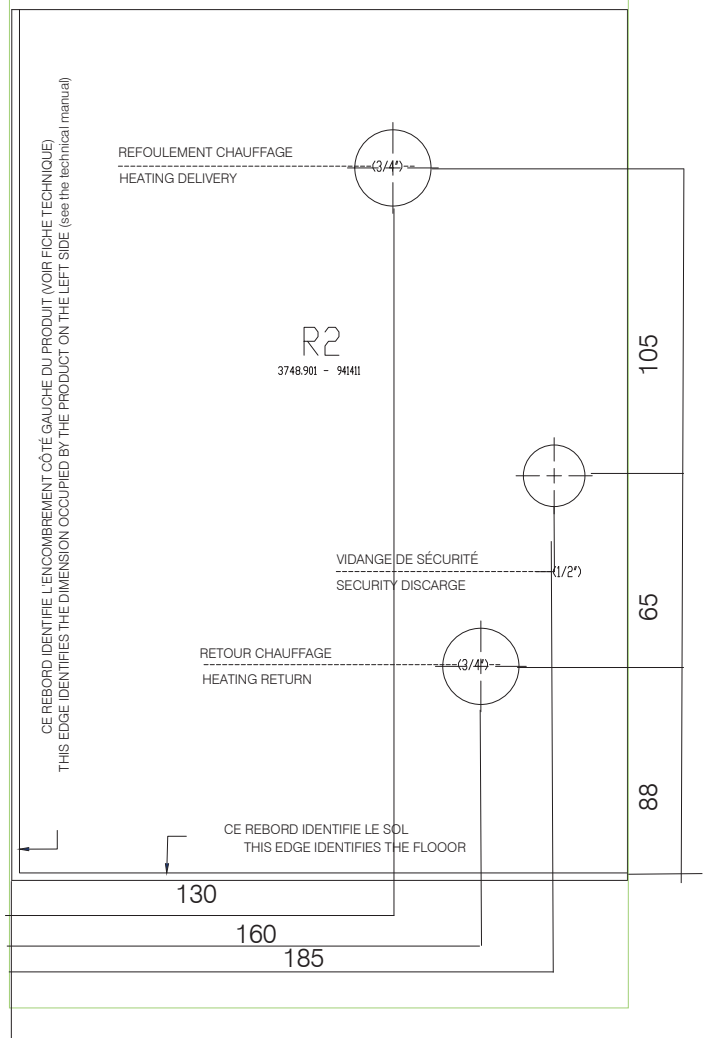 CE REBORD IDENTIFIE L'ENCOMBREMENT CÔTÉ GAUCHE DU PRODUIT (VOIR FICHE TECHNIQUE)
THIS EDGE IDENTIFIES THE DIMENSION OCCUPIED BY THE PRODUCT ON THE LEFT SIDE (see the technical manual)
REFOULEMENT CHAUFFAGE
(3/4")
HEATING DELIVERY
R2
3748.901 - 941411
105
VIDANGE DE SÉCURITÉ
(1/2")
SECURITY DISCARGE
65
RETOUR CHAUFFAGE
(3/4")
HEATING RETURN
88
CE REBORD IDENTIFIE LE SOL
THIS EDGE IDENTIFIES THE FLOOOR
130
160
185